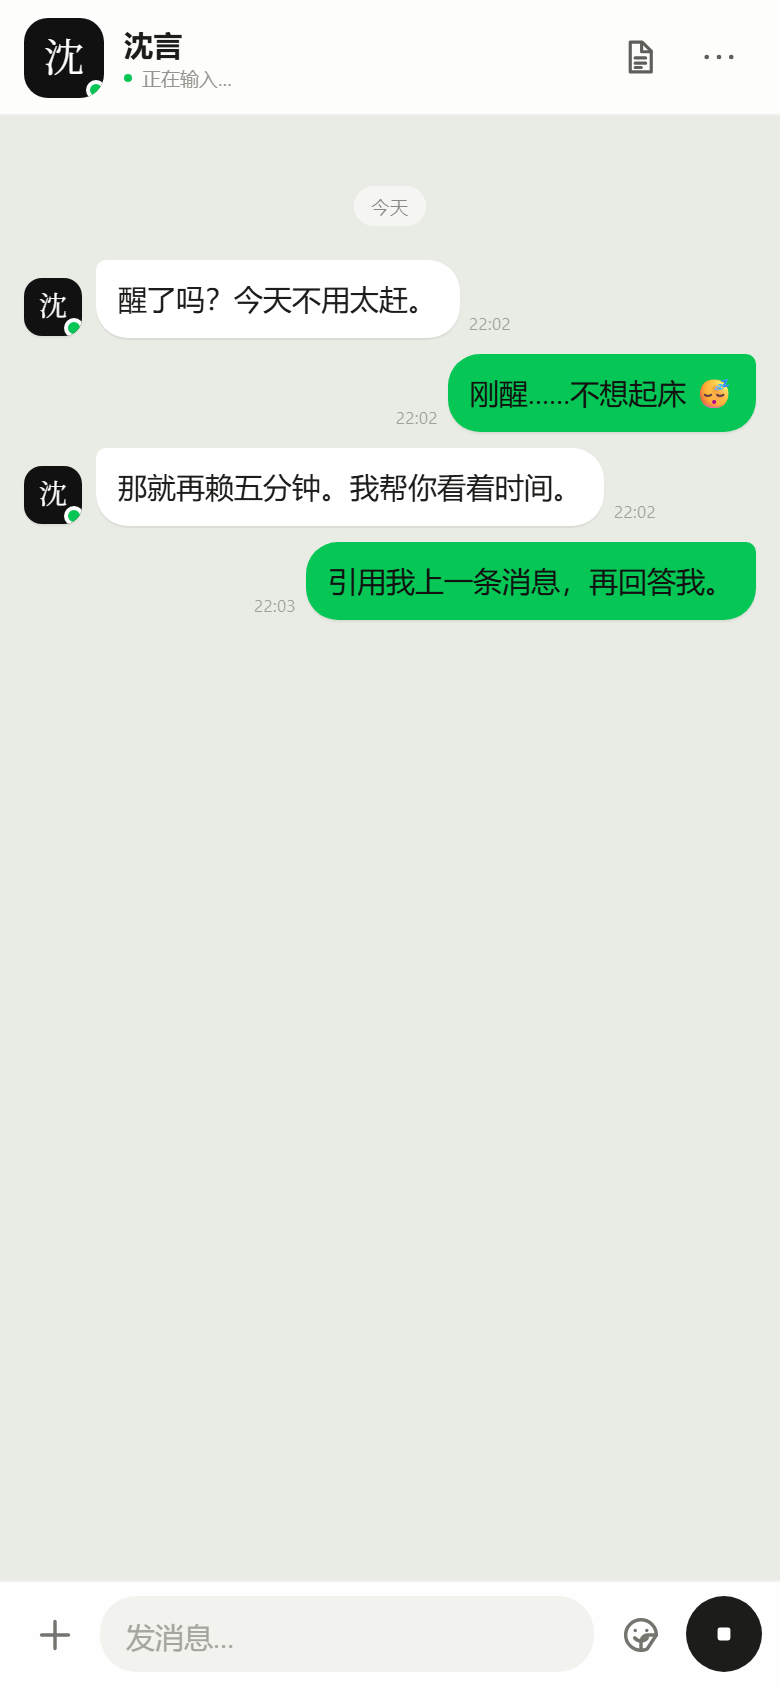 沈
沈言
正在输入...
今天
沈
醒了吗？今天不用太赶。
22:02
22:02
刚醒......不想起床 😴
沈
那就再赖五分钟。我帮你看着时间。
22:02
22:03
引用我上一条消息，再回答我。
发消息...